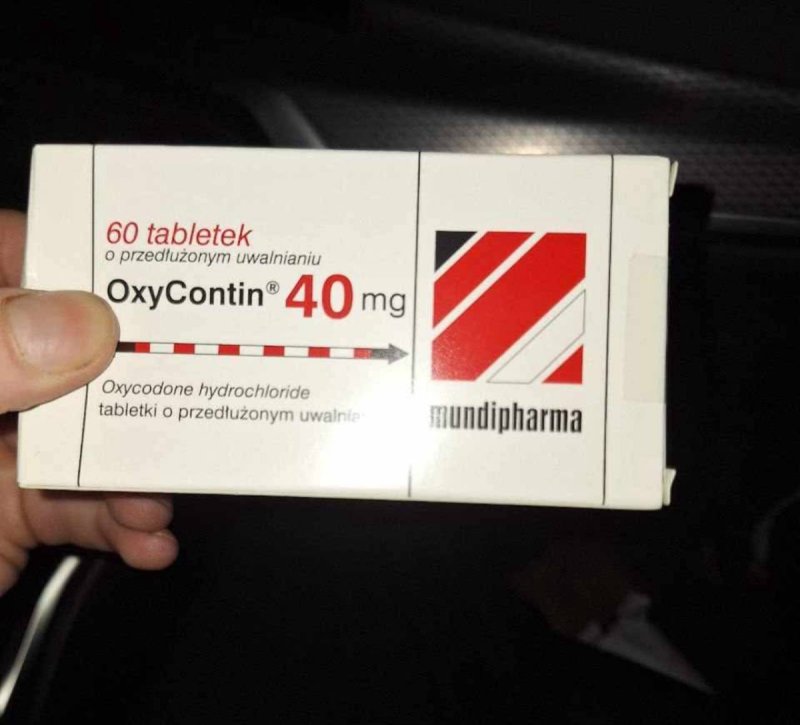 60 tabletek
o przedłużonym uwalnianiu
OxyContin® 40 mg
Oxycodone hydrochloride
tabletki o przedłużonym
mundipharma